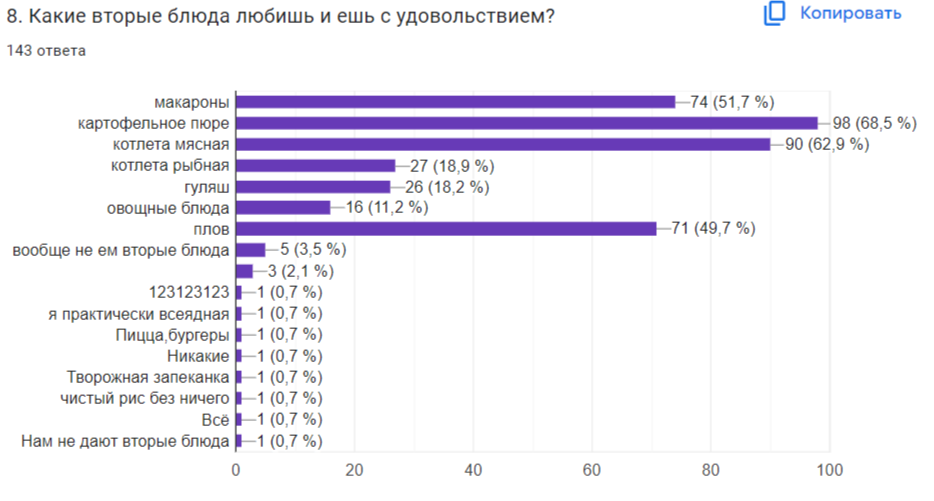 8. Какие вторые блюда любишь и ешь с удовольствием?
Копировать
143 ответа
макароны 74 (51,7 %)
картофельное пюре 98 (68,5 %)
котлета мясная 90 (62,9 %)
котлета рыбная 27 (18,9 %)
гуляш 26 (18,2 %)
овощные блюда 16 (11,2 %)
плов 71 (49,7 %)
вообще не ем вторые блюда 5 (3,5 %)
3 (2,1 %)
123123123 1 (0,7 %)
я практически всеядная 1 (0,7 %)
Пицца,бургеры 1 (0,7 %)
Никакие 1 (0,7 %)
Творожная запеканка 1 (0,7 %)
чистый рис без ничего 1 (0,7 %)
Всё 1 (0,7 %)
Нам не дают вторые блюда 1 (0,7 %)
0 20 40 60 80 100